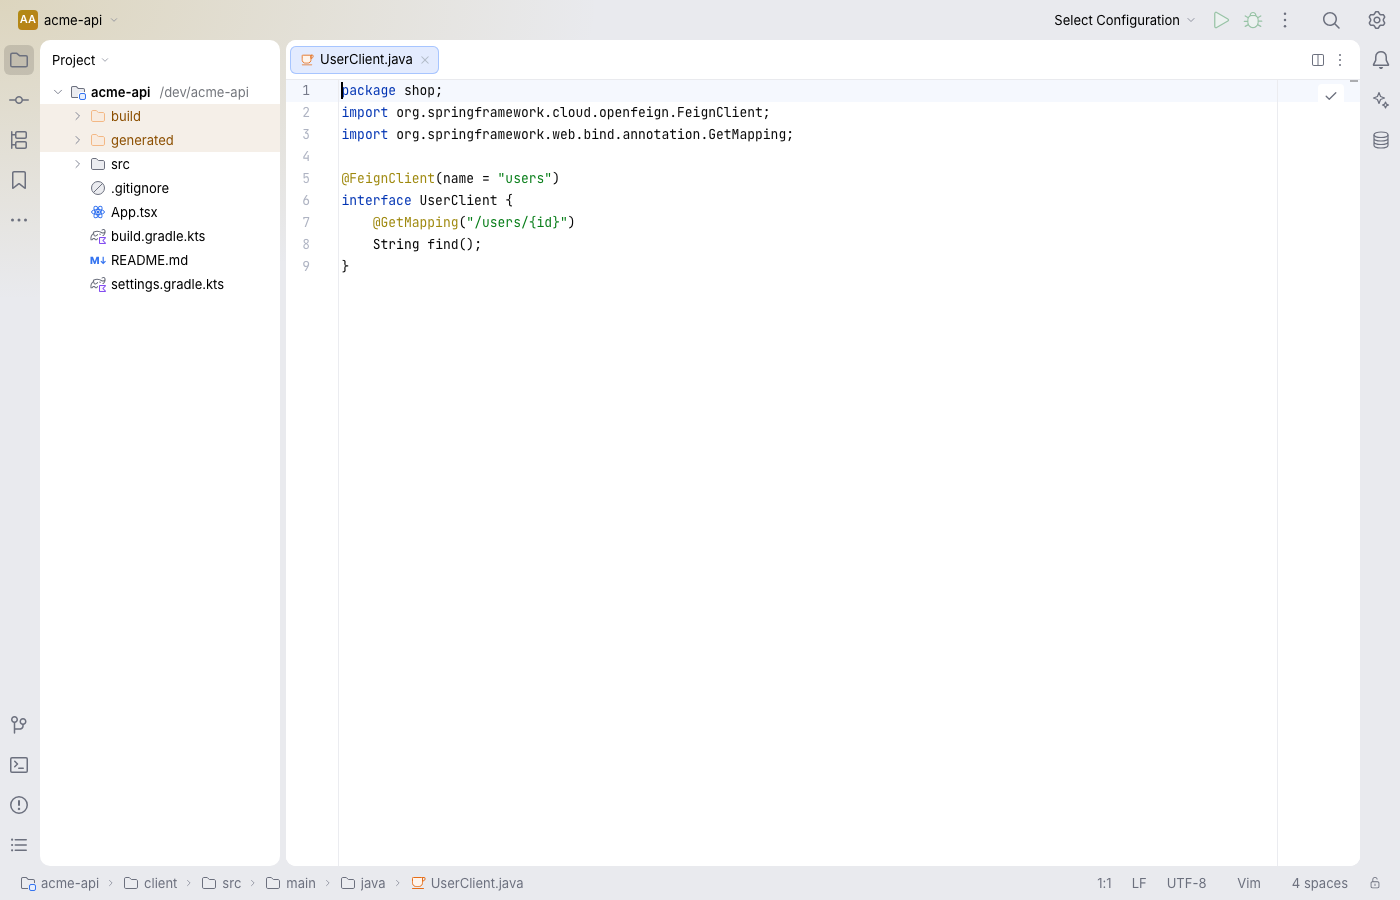 AA acme-api
Select Configuration
Project
UserClient.java
acme-api /dev/acme-api
build
generated
src
.gitignore
App.tsx
build.gradle.kts
M↓ README.md
settings.gradle.kts
1 package shop;
2 import org.springframework.cloud.openfeign.FeignClient;
3 import org.springframework.web.bind.annotation.GetMapping;
4
5 @FeignClient(name = "users")
6 interface UserClient {
7 @GetMapping("/users/{id}")
8 String find();
9 }
acme-api > client > src > main > java > UserClient.java
1:1 LF UTF-8 Vim 4 spaces